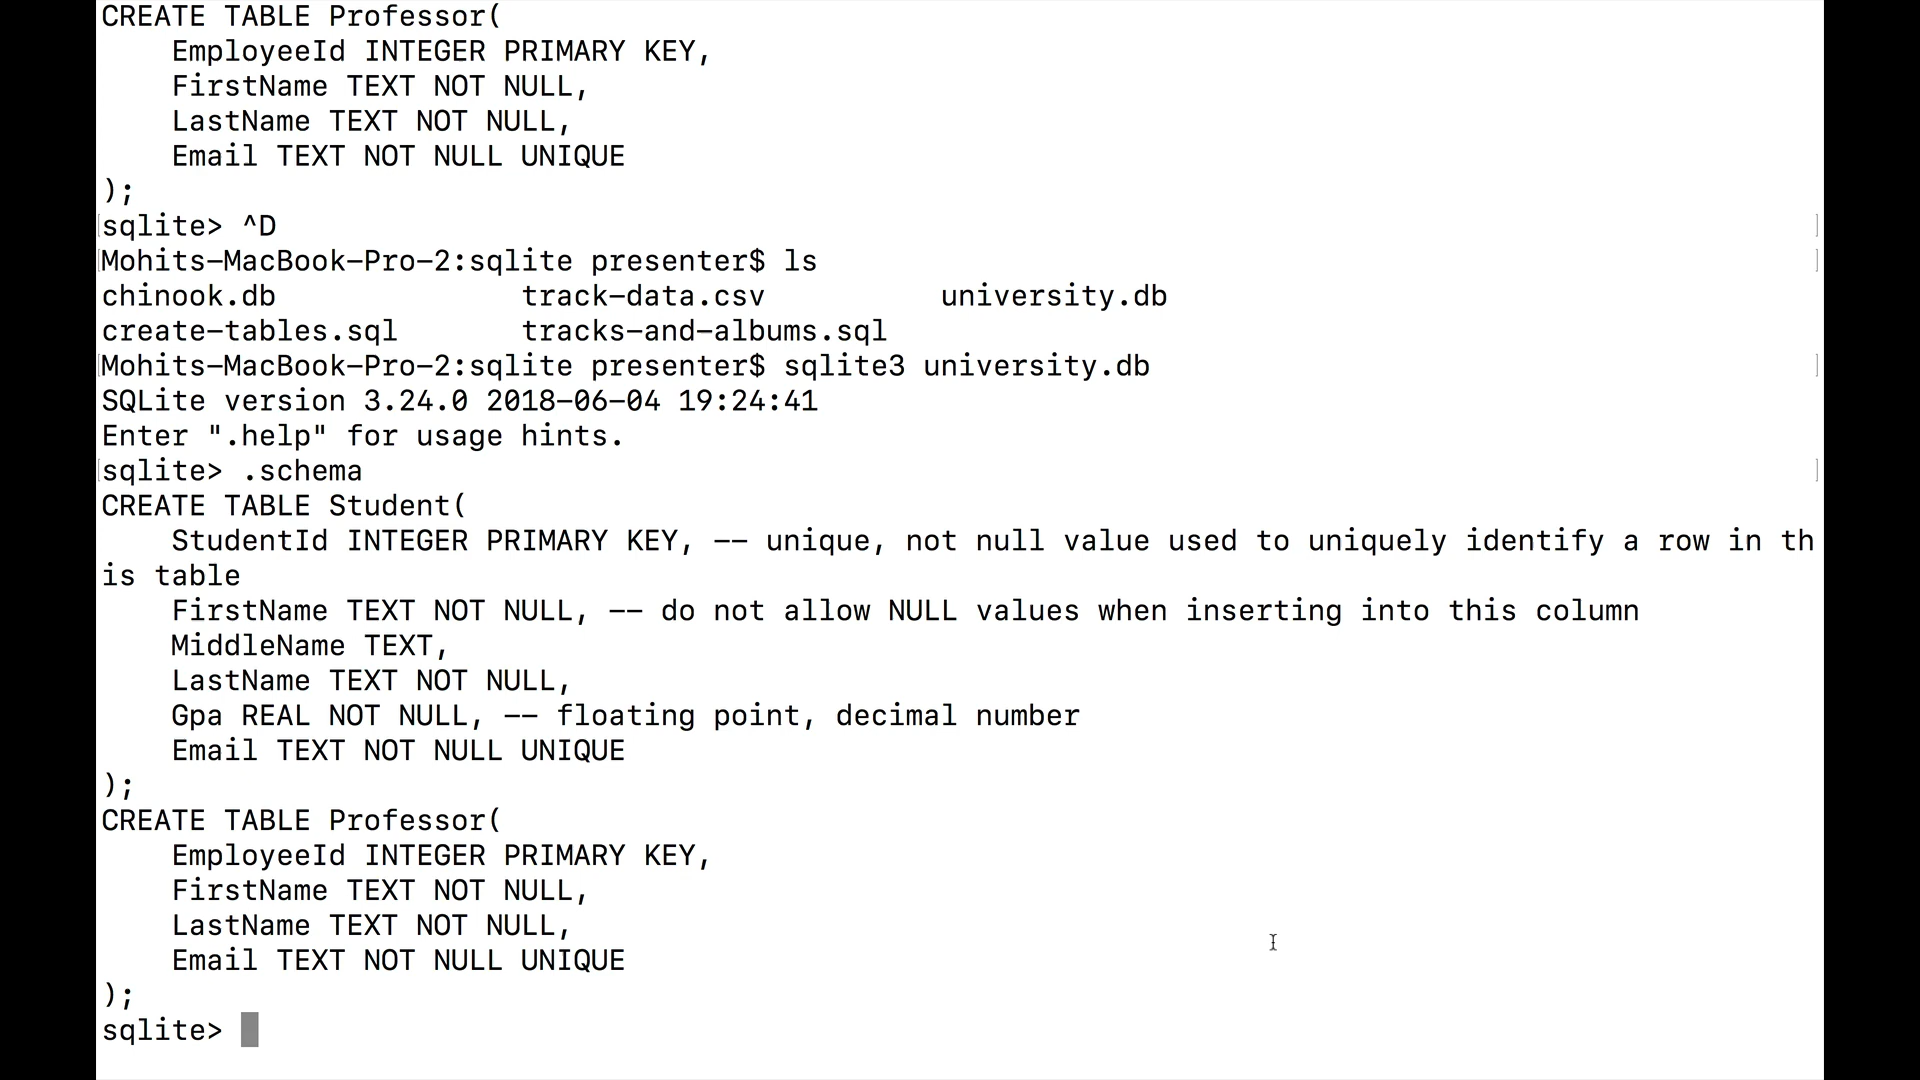 CREATE TABLE Professor(
    EmployeeId INTEGER PRIMARY KEY,
    FirstName TEXT NOT NULL,
    LastName TEXT NOT NULL,
    Email TEXT NOT NULL UNIQUE
);
sqlite> ^D
Mohits-MacBook-Pro-2:sqlite presenter$ ls
chinook.db              track-data.csv          university.db
create-tables.sql       tracks-and-albums.sql
Mohits-MacBook-Pro-2:sqlite presenter$ sqlite3 university.db
SQLite version 3.24.0 2018-06-04 19:24:41
Enter ".help" for usage hints.
sqlite> .schema
CREATE TABLE Student(
    StudentId INTEGER PRIMARY KEY, -- unique, not null value used to uniquely identify a row in th
is table
    FirstName TEXT NOT NULL, -- do not allow NULL values when inserting into this column
    MiddleName TEXT,
    LastName TEXT NOT NULL,
    Gpa REAL NOT NULL, -- floating point, decimal number
    Email TEXT NOT NULL UNIQUE
);
CREATE TABLE Professor(
    EmployeeId INTEGER PRIMARY KEY,
    FirstName TEXT NOT NULL,
    LastName TEXT NOT NULL,
    Email TEXT NOT NULL UNIQUE
);
sqlite>